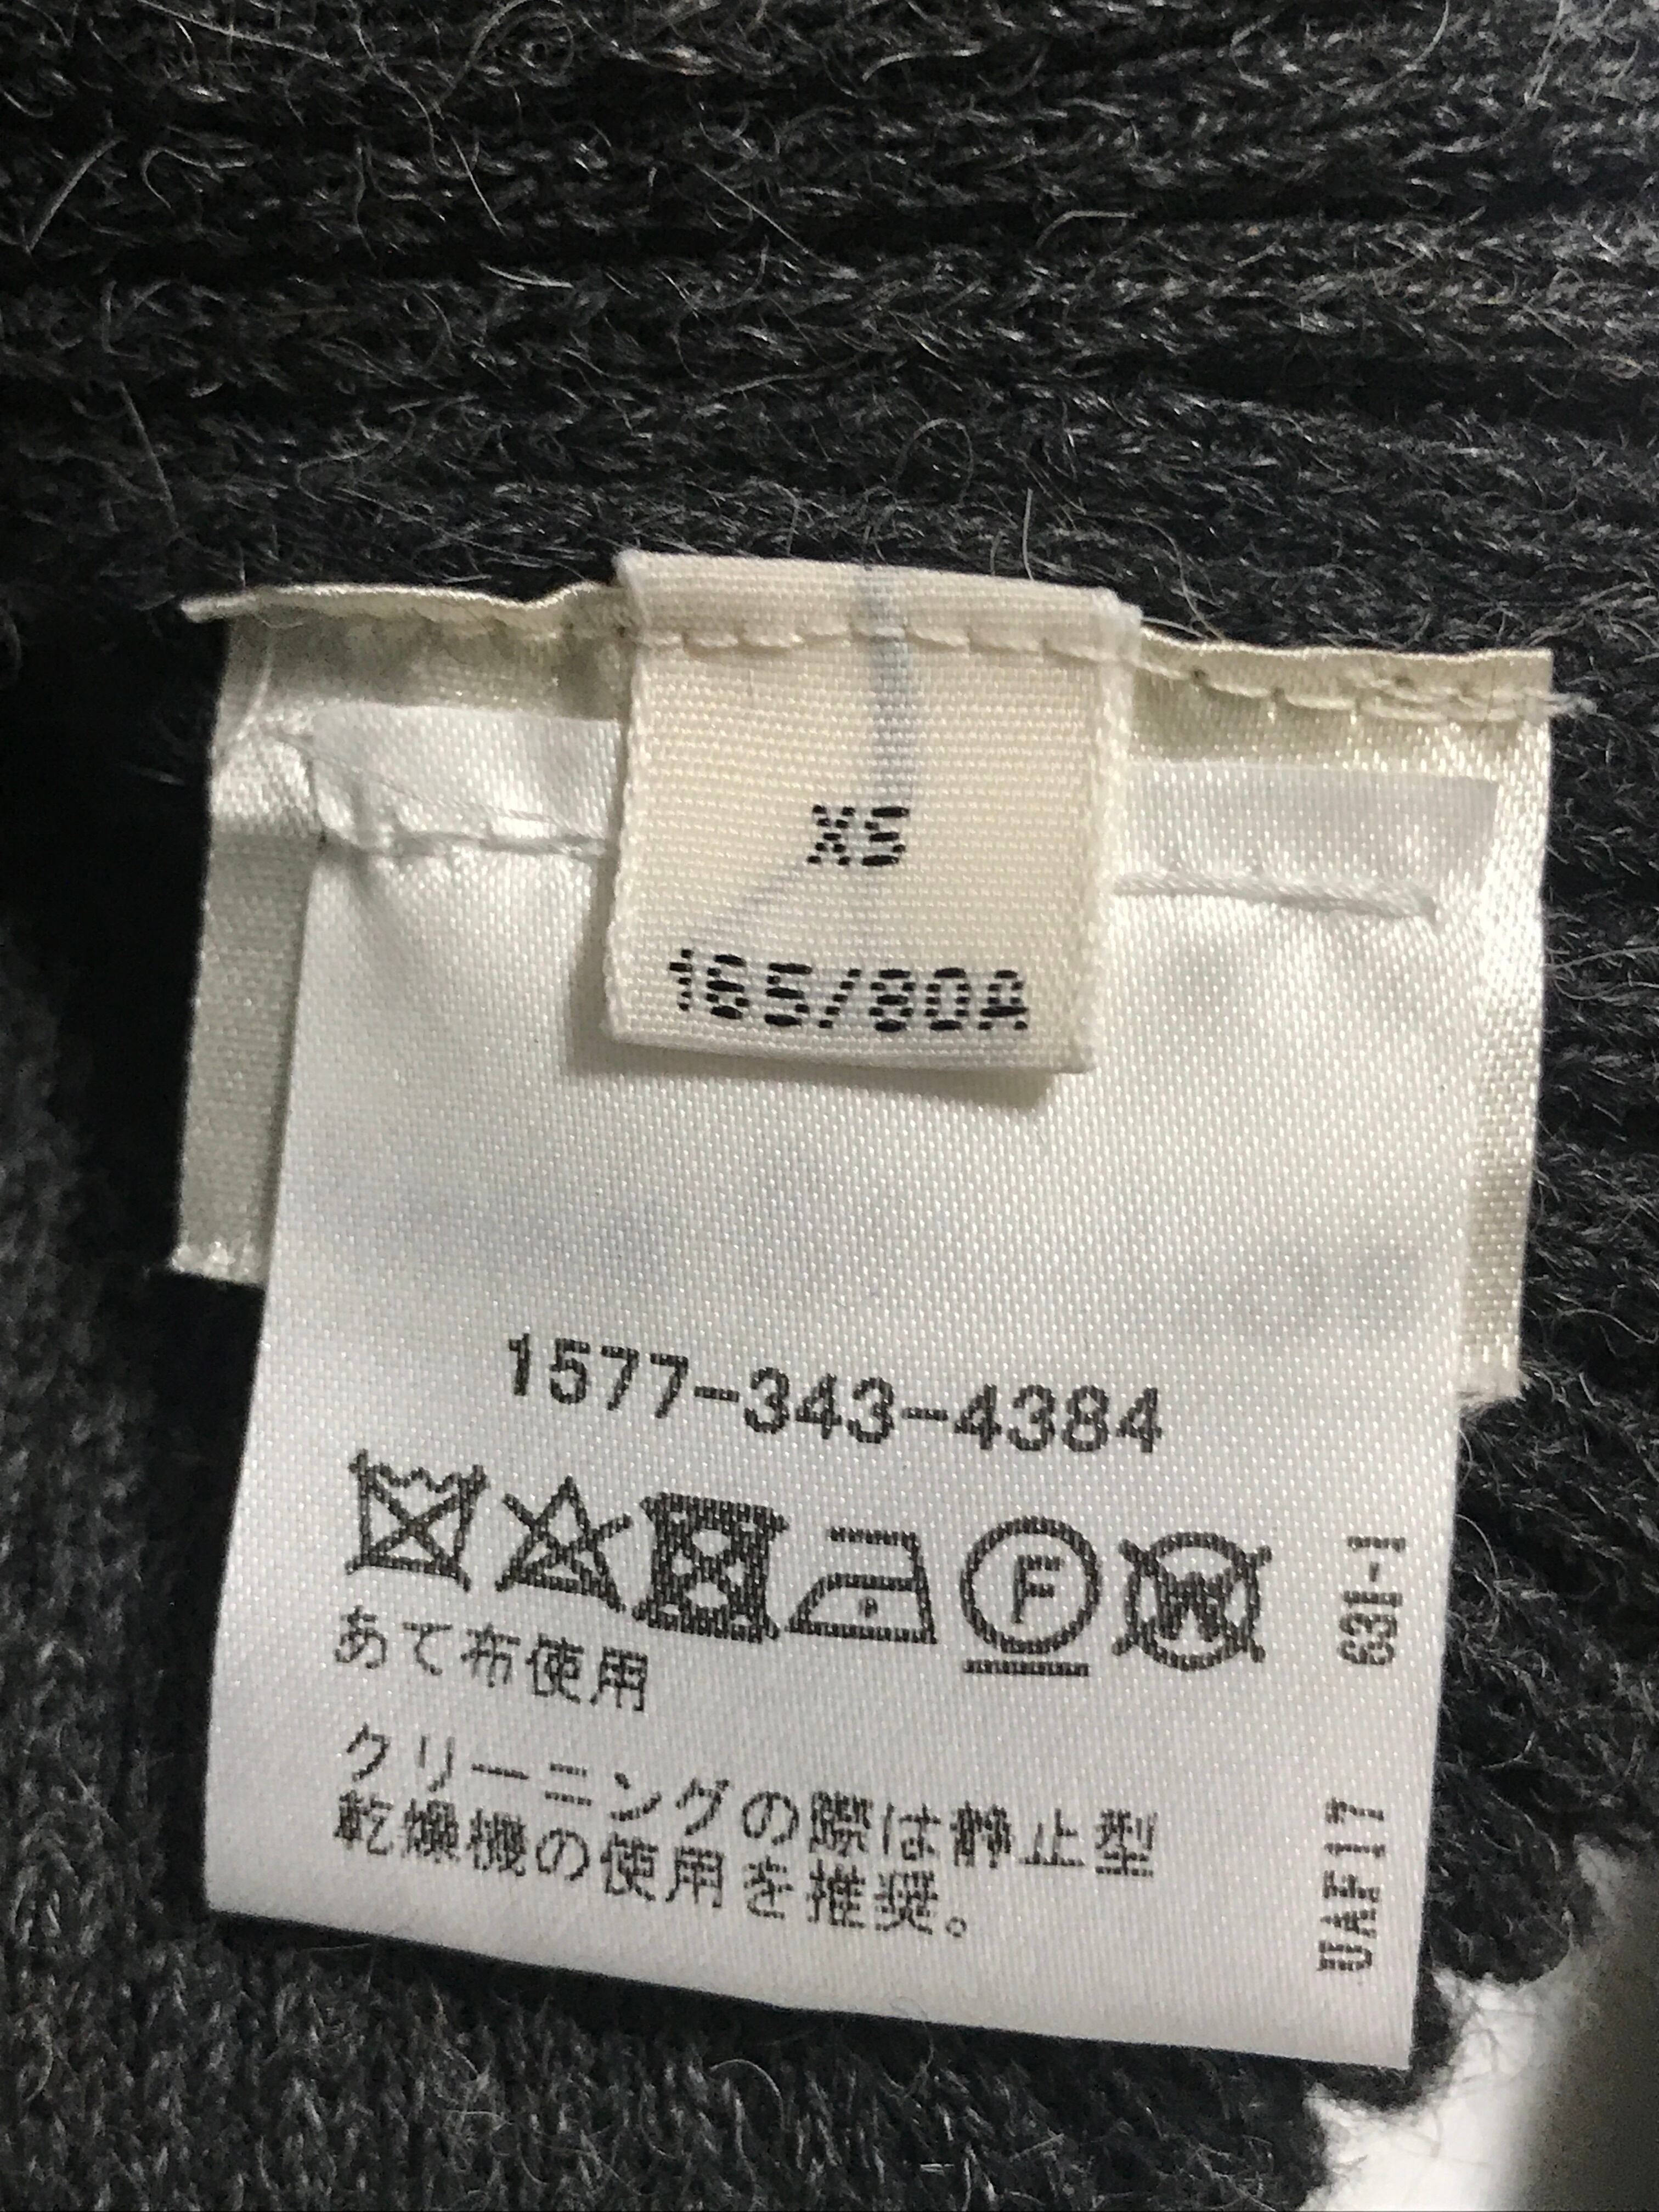 XS
165/80A
1577-343-4384
F
W
あて布使用
クリーニングの際は静止型
乾燥機の使用を推奨。
631-1
UAF17